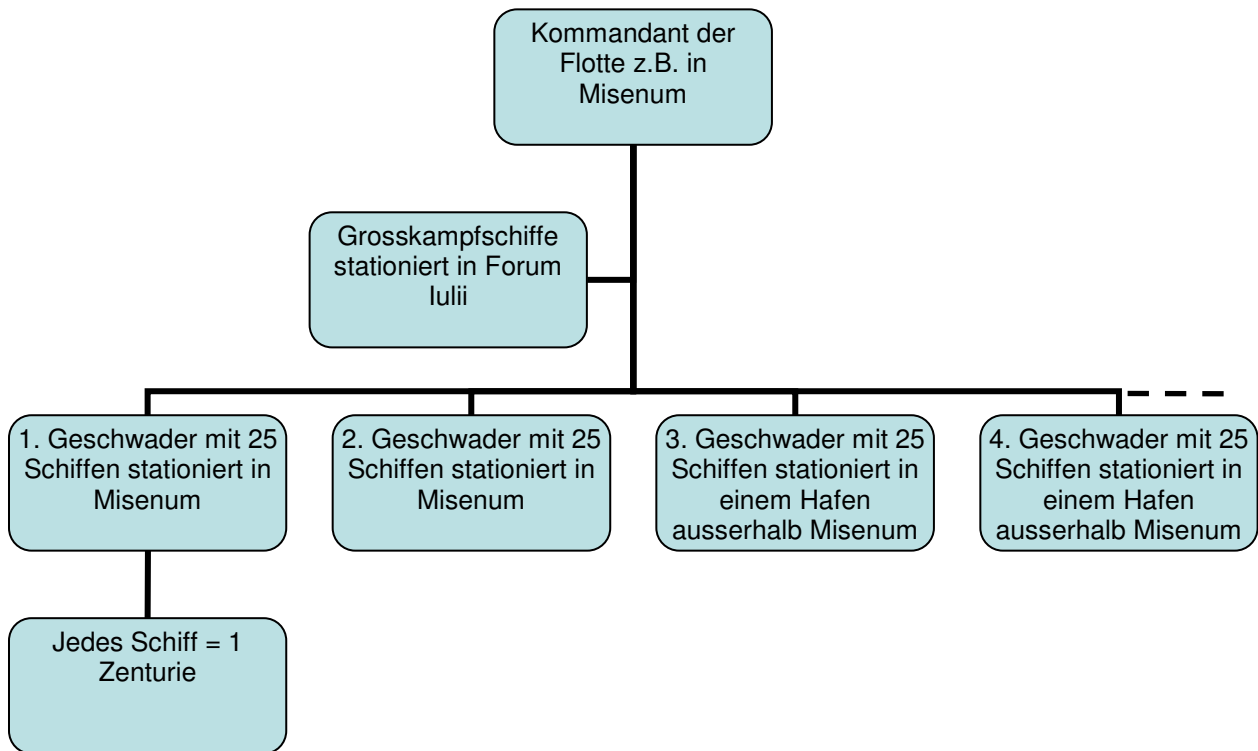 Kommandant der
Flotte z.B. in
Misenum
Grosskampfschiffe
stationiert in Forum
Iulii
1. Geschwader mit 25
Schiffen stationiert in
Misenum
2. Geschwader mit 25
Schiffen stationiert in
Misenum
3. Geschwader mit 25
Schiffen stationiert in
einem Hafen
ausserhalb Misenum
4. Geschwader mit 25
Schiffen stationiert in
einem Hafen
ausserhalb Misenum
Jedes Schiff = 1
Zenturie